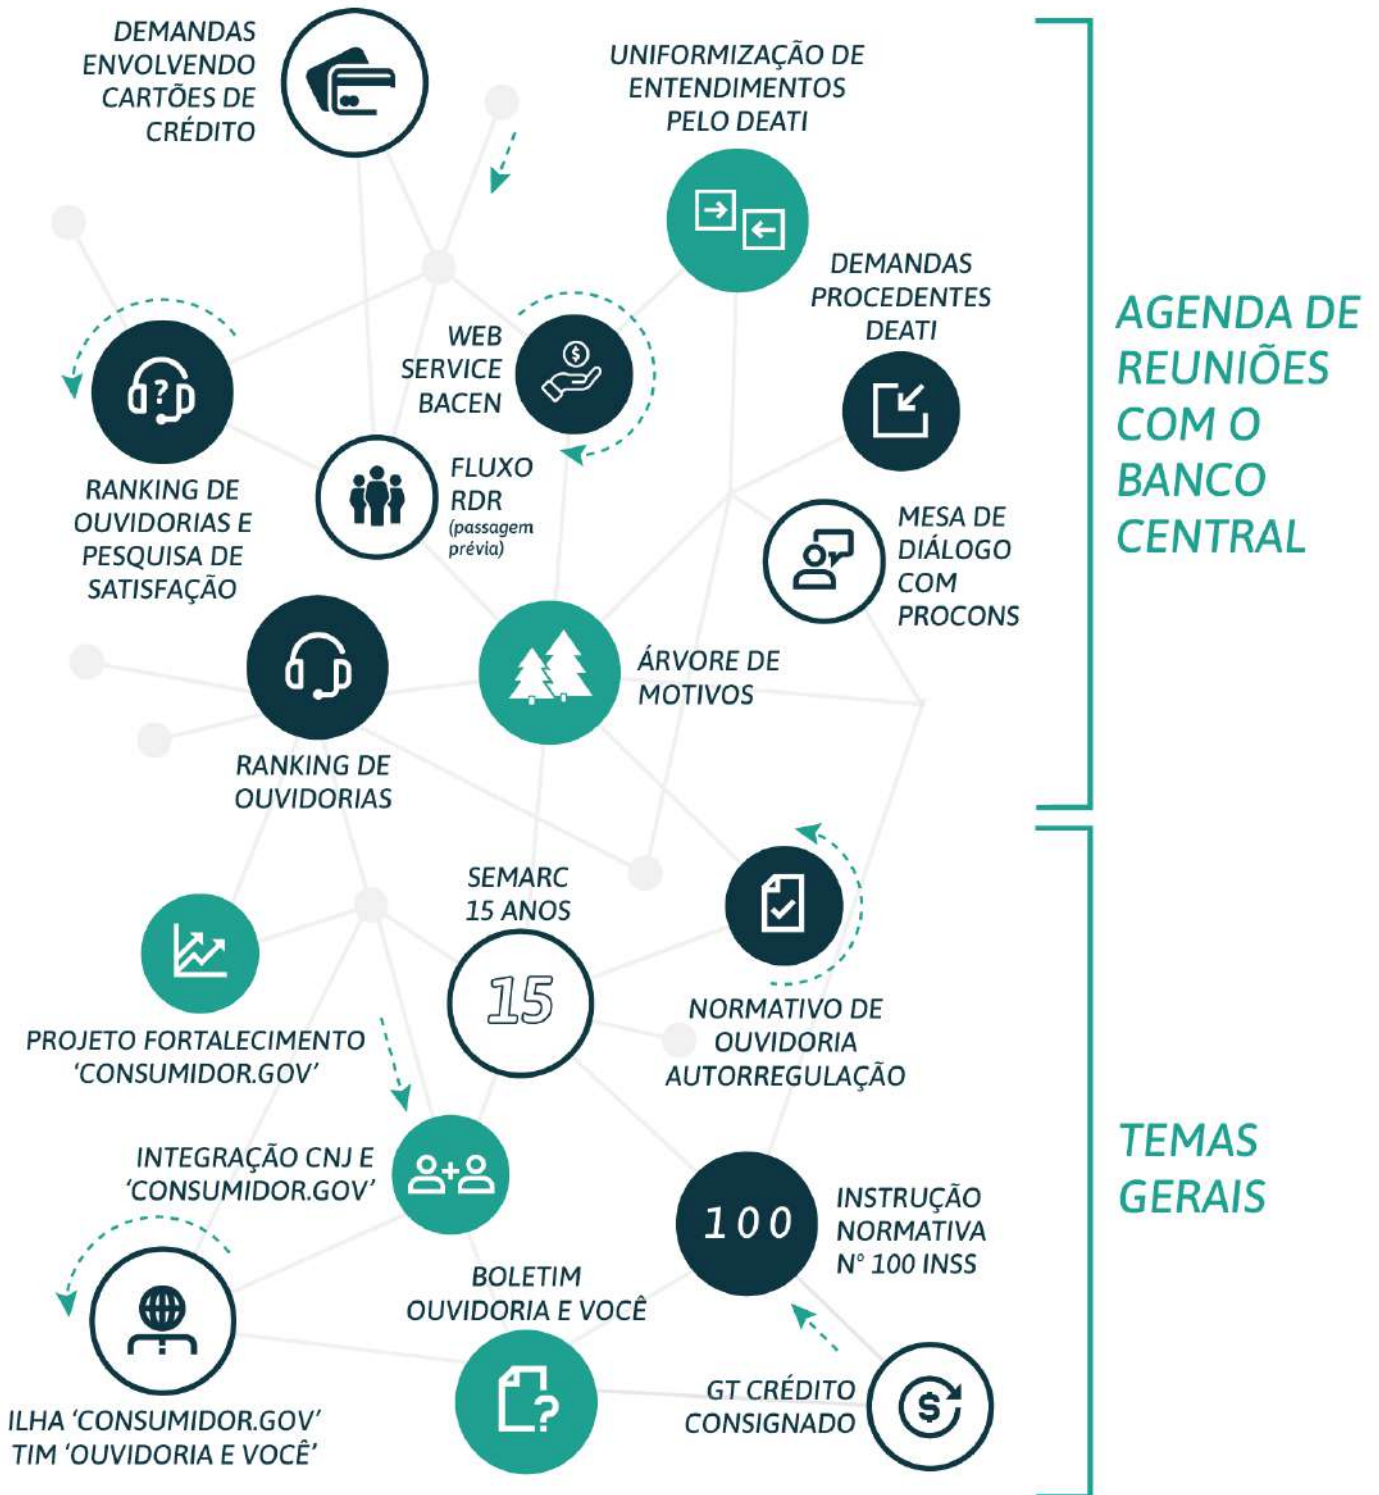 DEMANDAS
ENVOLVENDO
CARTÕES DE
CRÉDITO
UNIFORMIZAÇÃO DE
ENTENDIMENTOS
PELO DEATI
DEMANDAS
PROCEDENTES
DEATI
WEB
SERVICE
BACEN
$
?
RANKING DE
OUVIDORIAS E
PESQUISA DE
SATISFAÇÃO
FLUXO
RDR
(passagem
prévia)
MESA DE
DIÁLOGO
COM
PROCONS
ÁRVORE DE
MOTIVOS
RANKING DE
OUVIDORIAS
AGENDA DE
REUNIÕES
COM O
BANCO
CENTRAL
SEMARC
15 ANOS
15
NORMATIVO DE
OUVIDORIA
AUTORREGULAÇÃO
PROJETO FORTALECIMENTO
‘CONSUMIDOR.GOV’
INTEGRAÇÃO CNJ E
‘CONSUMIDOR.GOV’
100
INSTRUÇÃO
NORMATIVA
Nº 100 INSS
BOLETIM
OUVIDORIA E VOCÊ
?
GT CRÉDITO
CONSIGNADO
$
ILHA ‘CONSUMIDOR.GOV’
TIM ‘OUVIDORIA E VOCÊ’
TEMAS
GERAIS